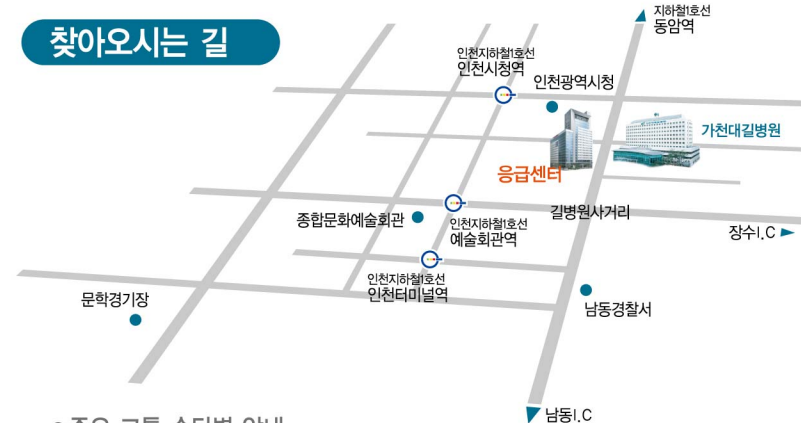 찾아오시는 길
지하철1호선
동암역
인천지하철1호선
인천시청역
인천광역시청
가천대길병원
응급센터
종합문화예술회관
인천지하철1호선
예술회관역
길병원사거리
장수I.C
인천지하철1호선
인천터미널역
문학경기장
남동경찰서
남동I.C